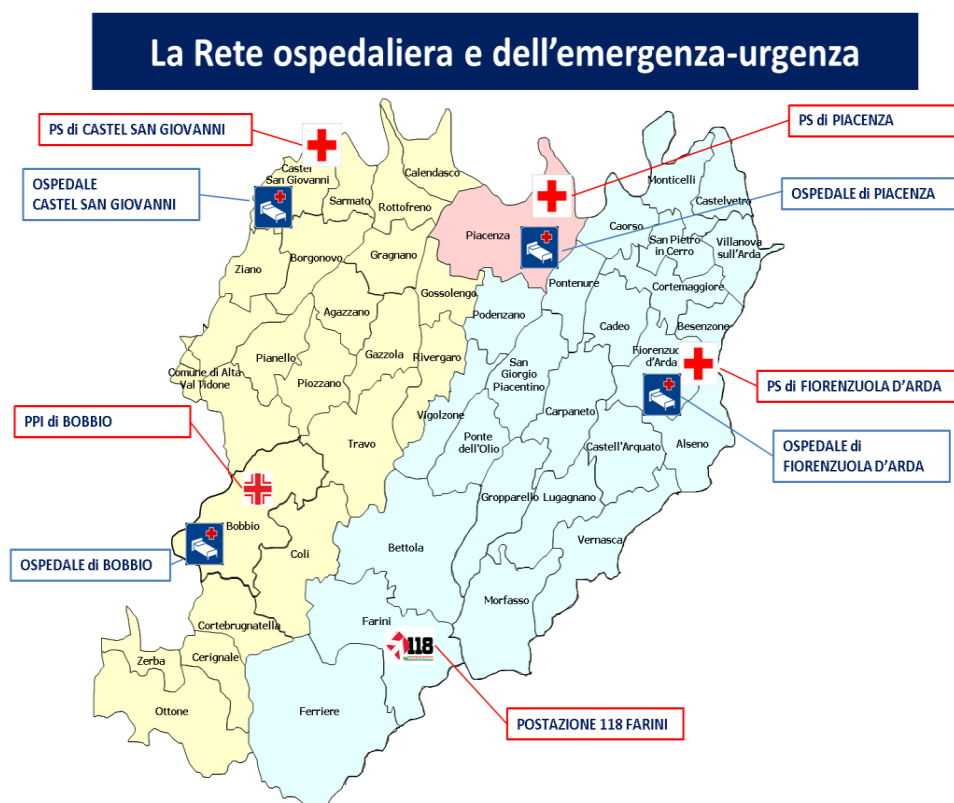 La Rete ospedaliera e dell'emergenza-urgenza
PS di CASTEL SAN GIOVANNI
PS di PIACENZA
OSPEDALE
CASTEL SAN GIOVANNI
OSPEDALE di PIACENZA
Castel
San Giovanni
Calendasco
Sarmato
Rottofreno
Monticelli
Castelvetro
Piacenza
Caorso
San Pietro
in Cerro
Villanova
sull'Arda
Ziano
Borgonovo
Gragnano
Gossolengo
Pontenure
Cortemaggiore
Agazzano
Podenzano
Cadeo
Besenzone
Pianello
Gazzola
Rivergaro
San
Giorgio
Piacentino
d'Arda
Comune di Alta
Val Tidone
Piozzano
PS di FIORENZUOLA D'ARDA
PPI di BOBBIO
Vigolzone
Carpaneto
Travo
Ponte
dell'Olio
Castell'Arquato
Alseno
OSPEDALE di
FIORENZUOLA D'ARDA
Gropparello
Lugagnano
Bobbio
Coli
Bettola
Vernasca
OSPEDALE di BOBBIO
Morfasso
Cortebrugnatella
Farini
118
Zerba
Cerignale
Ottone
Ferriere
POSTAZIONE 118 FARINI